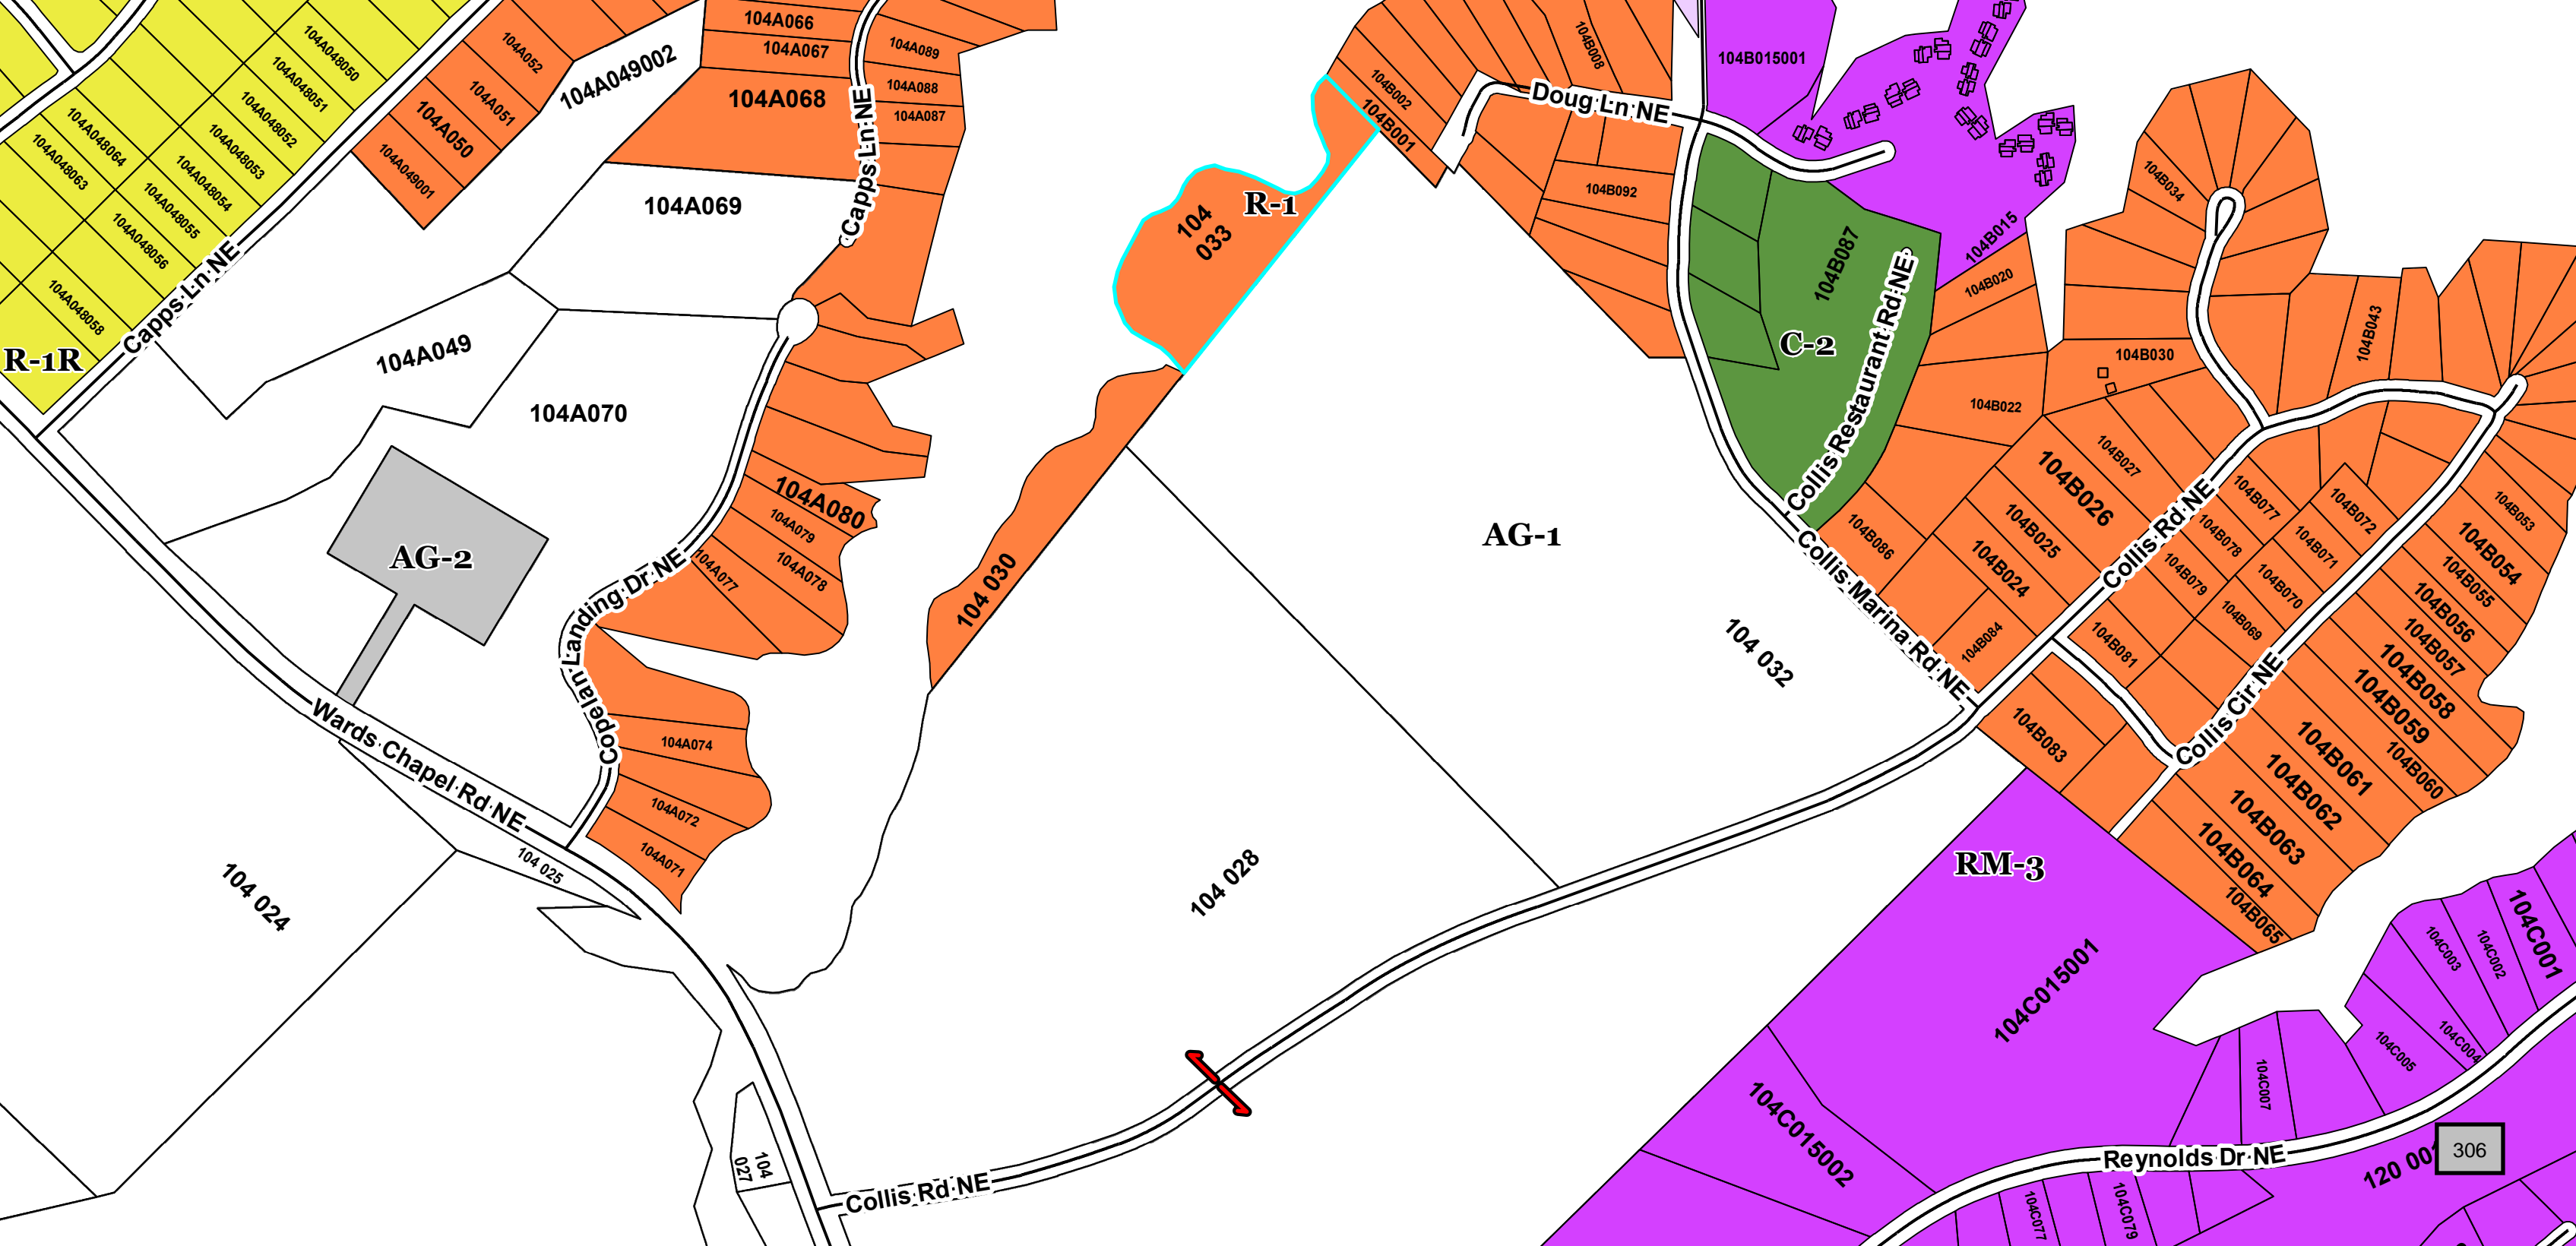 104A048050
104A048051
104A048052
104A048053
104A048054
104A048055
104A048056
104A048058
104A048064
104A048063
R-1R
Capps Ln NE
104A052
104A051
104A050
104A049001
104A049002
104A066
104A067
104A068
104A069
104A089
104A088
104A087
Capps Ln NE
104A049
104A070
AG-2
104A080
104A079
104A078
104A077
Copelan Landing Dr NE
104A074
104A072
104A071
Wards Chapel Rd NE
104 025
104 024
104
027
104 028
104 030
104
033
R-1
104B001
104B002
104B008
Doug Ln NE
104B092
104B015001
104B015
104B087
C-2
Collis Restaurant Rd NE
Collis Marina Rd NE
AG-1
104 032
104B020
104B022
104B034
104B030
104B043
104B026
104B027
104B025
104B024
104B086
104B084
Collis Rd NE
104B077
104B078
104B079
104B081
104B072
104B071
104B070
104B069
104B083
Collis Cir NE
104B053
104B054
104B055
104B056
104B057
104B058
104B059
104B060
104B061
104B062
104B063
104B064
104B065
RM-3
104C015001
104C015002
104C001
104C002
104C003
104C004
104C005
104C007
Reynolds Dr NE
306
120 00
104C077
104C079
Collis Rd NE